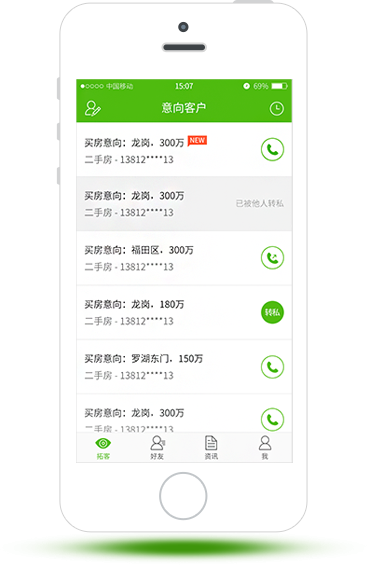 中国移动 15:07 69%
意向客户
买房意向：龙岗，300万 NEW
二手房 - 13812****13
买房意向：龙岗，300万
二手房 - 13812****13
已被他人转私
买房意向：福田区，300万
二手房 - 13812****13
买房意向：龙岗，180万
二手房 - 13812****13
转私
买房意向：罗湖东门，150万
二手房 - 13812****13
买房意向：龙岗，300万
二手房 - 13812****13
拓客 好友 资讯 我